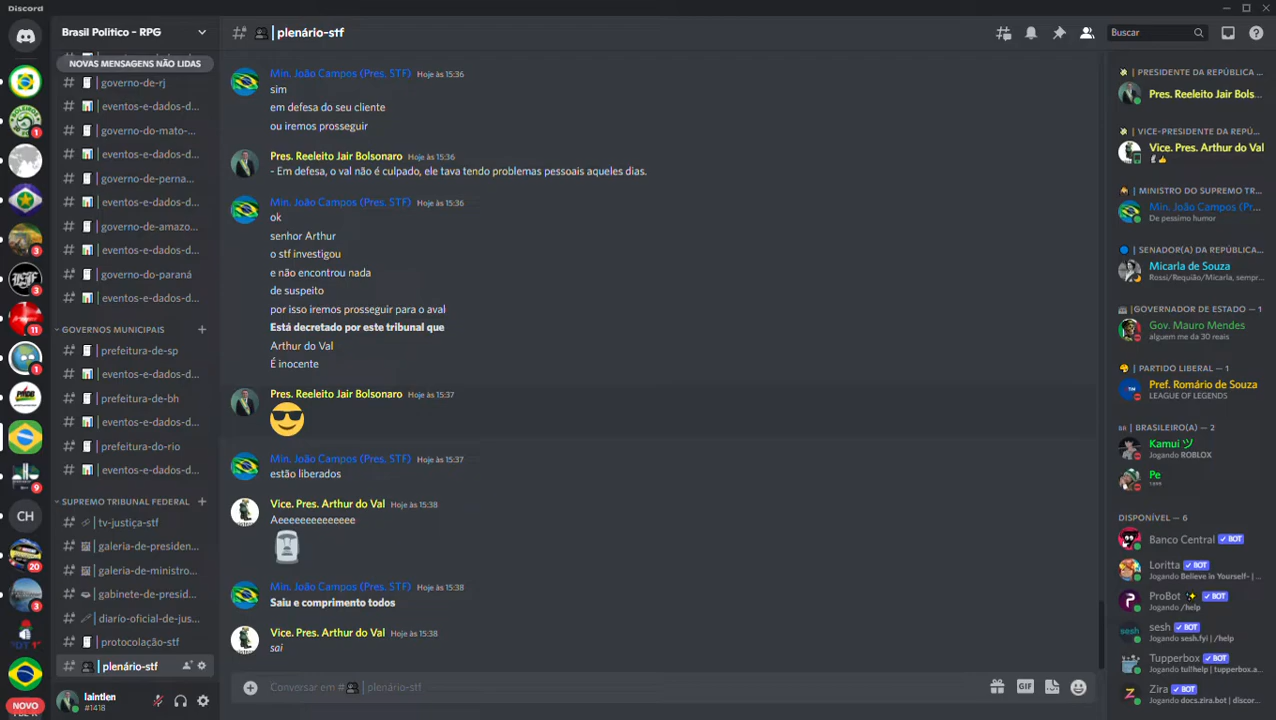 Discord
Brasil Político - RPG
NOVAS MENSAGENS NÃO LIDAS
governo-de-rj
eventos-e-dados-d...
governo-do-mato-...
eventos-e-dados-d...
governo-de-perna...
eventos-e-dados-d...
governo-de-amazo...
eventos-e-dados-d...
governo-do-paraná
eventos-e-dados-d...
GOVERNOS MUNICIPAIS
prefeitura-de-sp
eventos-e-dados-d...
prefeitura-de-bh
eventos-e-dados-d...
prefeitura-do-rio
eventos-e-dados-d...
SUPREMO TRIBUNAL FEDERAL
tv-justiça-stf
galeria-de-presiden...
galeria-de-ministro...
gabinete-de-presid...
diarío-oficial-de-jus...
protocolação-stf
plenário-stf
laintlen
#1418
1
3
3
11
1
9
CH
20
3
NOVO
# | plenário-stf
Buscar
Min. João Campos (Pres. STF) Hoje às 15:36
sim
em defesa do seu cliente
ou iremos prosseguir
Pres. Reeleito Jair Bolsonaro Hoje às 15:36
- Em defesa, o val não é culpado, ele tava tendo problemas pessoais aqueles dias.
Min. João Campos (Pres. STF) Hoje às 15:36
ok
senhor Arthur
o stf investigou
e não encontrou nada
de suspeito
por isso iremos prosseguir para o aval
Está decretado por este tribunal que
Arthur do Val
É inocente
Pres. Reeleito Jair Bolsonaro Hoje às 15:37
Min. João Campos (Pres. STF) Hoje às 15:37
estão liberados
Vice. Pres. Arthur do Val Hoje às 15:38
Aeeeeeeeeeeeeee
Min. João Campos (Pres. STF) Hoje às 15:38
Saiu e comprimento todos
Vice. Pres. Arthur do Val Hoje às 15:38
sai
Conversar em # | plenário-stf
GIF
| PRESIDENTE DA REPÚBLICA ...
Pres. Reeleito Jair Bols...
| VICE-PRESIDENTE DA REPÚ...
Vice. Pres. Arthur do Val
| MINISTRO DO SUPREMO TR...
Min. João Campos (Pr...
De pessimo humor
| SENADOR(A) DA REPÚBLICA...
Micarla de Souza
Rossi/Requião/Micarla, sempr...
|GOVERNADOR DE ESTADO — 1
Gov. Mauro Mendes
alguem me da 30 reais
| PARTIDO LIBERAL — 1
Pref. Romário de Souza
LEAGUE OF LEGENDS
| BRASILEIRO(A) — 2
Kamui ツ
Jogando ROBLOX
Pe
DISPONÍVEL — 6
Banco Central ✓ BOT
Loritta ✓ BOT
Jogando Believe in Yourself- | ...
ProBot ✨ ✓ BOT
Jogando /help
sesh ✓ BOT
Jogando sesh.fyi | /help
Tupperbox ✓ BOT
Jogando tul!help | tupperbox.a...
Zira ✓ BOT
Jogando docs.zira.bot | discor...